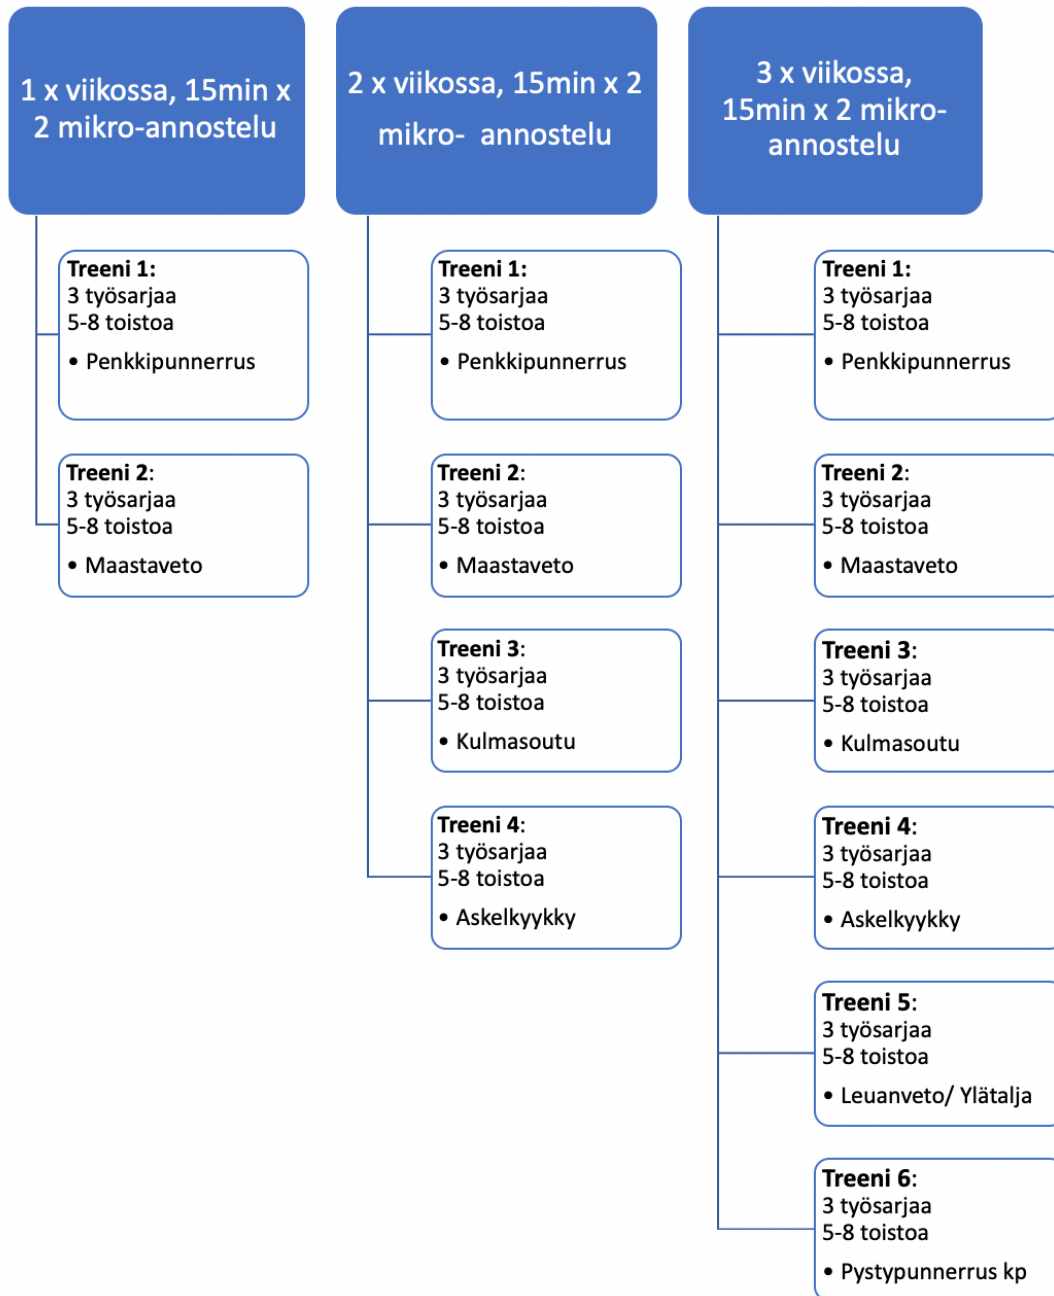 1 x viikossa, 15min x
2 mikro-annostelu
Treeni 1:
3 työsarjaa
5-8 toistoa
• Penkkipunnerrus
Treeni 2:
3 työsarjaa
5-8 toistoa
• Maastaveto
2 x viikossa, 15min x 2
mikro- annostelu
Treeni 1:
3 työsarjaa
5-8 toistoa
• Penkkipunnerrus
Treeni 2:
3 työsarjaa
5-8 toistoa
• Maastaveto
Treeni 3:
3 työsarjaa
5-8 toistoa
• Kulmasoutu
Treeni 4:
3 työsarjaa
5-8 toistoa
• Askelkyykky
3 x viikossa,
15min x 2 mikro-
annostelu
Treeni 1:
3 työsarjaa
5-8 toistoa
• Penkkipunnerrus
Treeni 2:
3 työsarjaa
5-8 toistoa
• Maastaveto
Treeni 3:
3 työsarjaa
5-8 toistoa
• Kulmasoutu
Treeni 4:
3 työsarjaa
5-8 toistoa
• Askelkyykky
Treeni 5:
3 työsarjaa
5-8 toistoa
• Leuanveto/ Ylätalja
Treeni 6:
3 työsarjaa
5-8 toistoa
• Pystypunnerrus kp